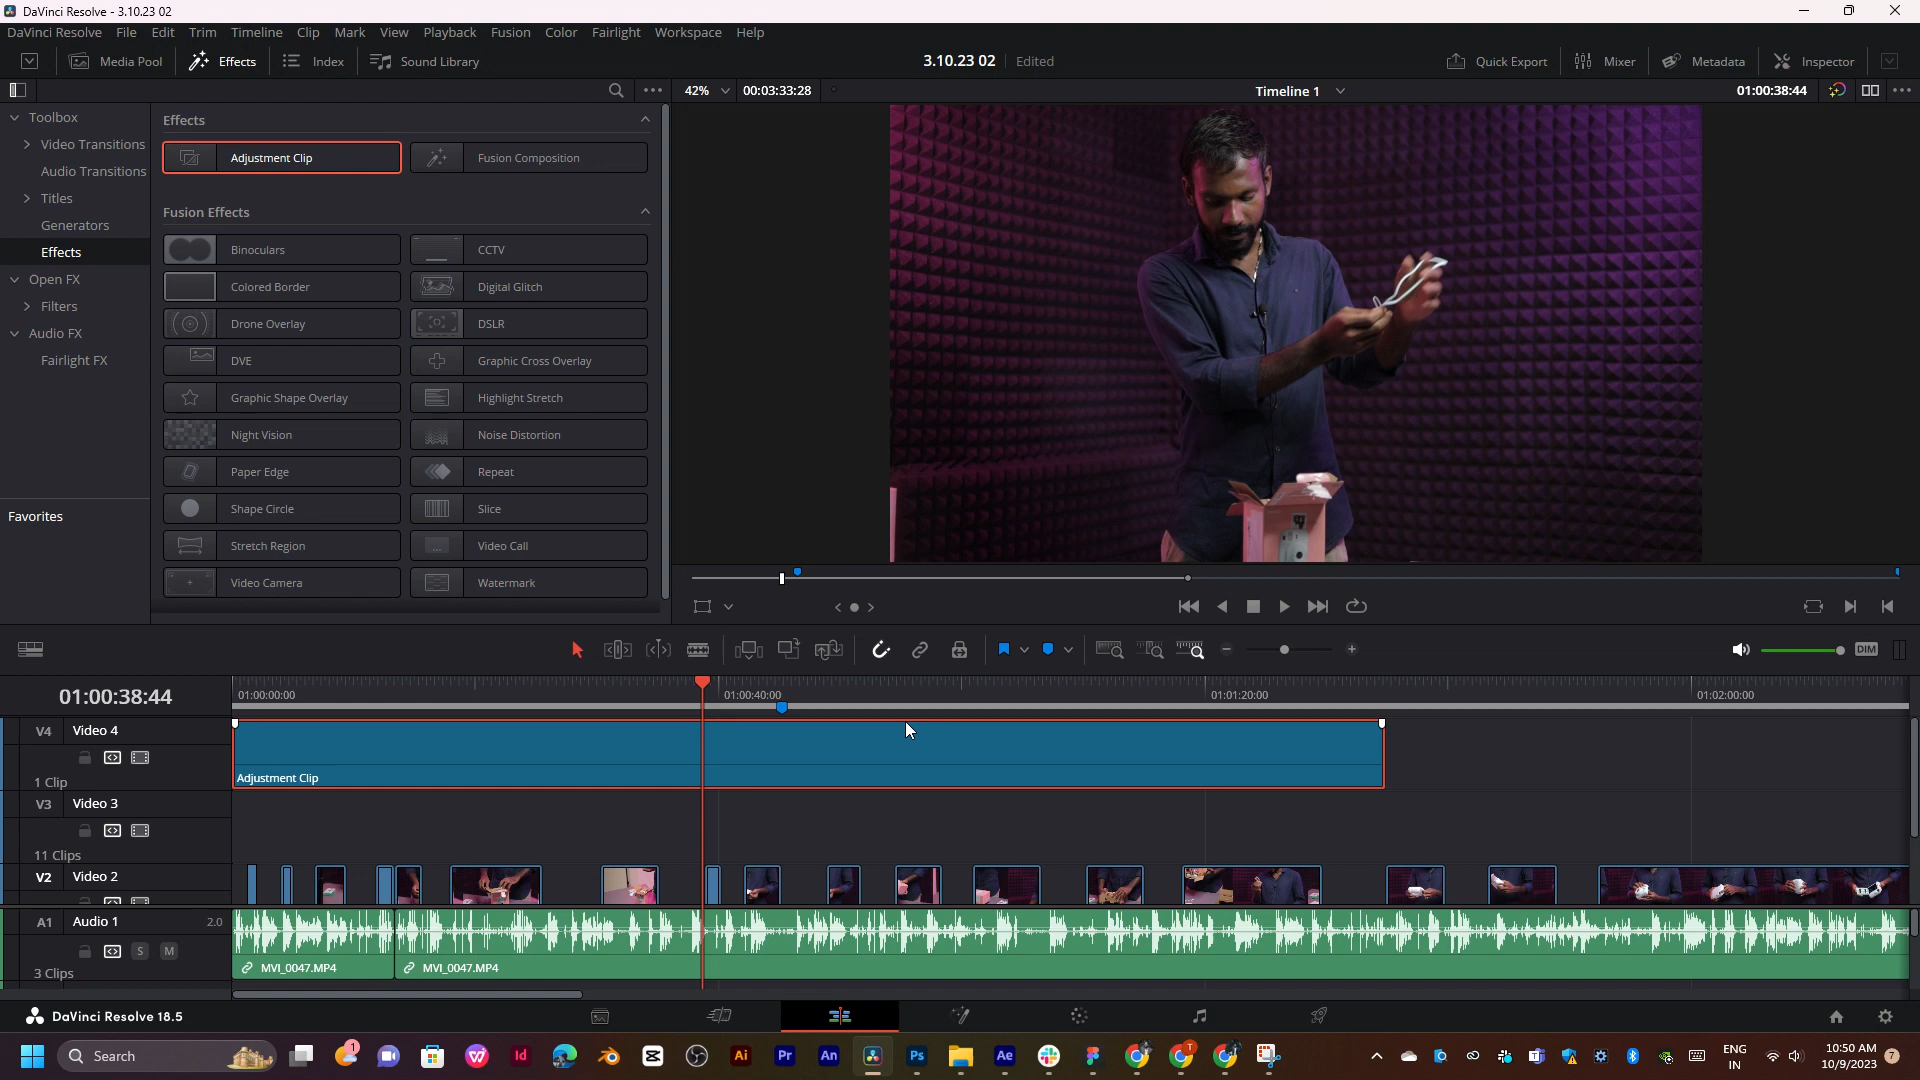 DaVinci Resolve - 3.10.23 02
DaVinci Resolve File Edit Trim Timeline Clip Mark View Playback Fusion Color Fairlight Workspace Help
Media Pool Effects Index Sound Library 3.10.23 02 Edited Quick Export Mixer Metadata Inspector
42% 00:03:33:28 Timeline 1 01:00:38:44
Toolbox
Video Transitions
Audio Transitions
Titles
Generators
Effects
Open FX
Filters
Audio FX
Fairlight FX
Favorites
Effects
Adjustment Clip Fusion Composition
Fusion Effects
Binoculars CCTV
Colored Border Digital Glitch
Drone Overlay DSLR
DVE Graphic Cross Overlay
Graphic Shape Overlay Highlight Stretch
Night Vision Noise Distortion
Paper Edge Repeat
Shape Circle Slice
Stretch Region Video Call
Video Camera Watermark
DIM
01:00:38:44 01:00:00:00 01:00:40:00 01:01:20:00 01:02:00:00
V4 Video 4
1 Clip
Adjustment Clip
V3 Video 3
11 Clips
V2 Video 2
A1 Audio 1 2.0
S M
3 Clips
MVI_0047.MP4 MVI_0047.MP4
DaVinci Resolve 18.5
Search
1
Id
Ai
Pr
An
Ps
Ae
T
ENG
IN
10:50 AM
10/9/2023
7